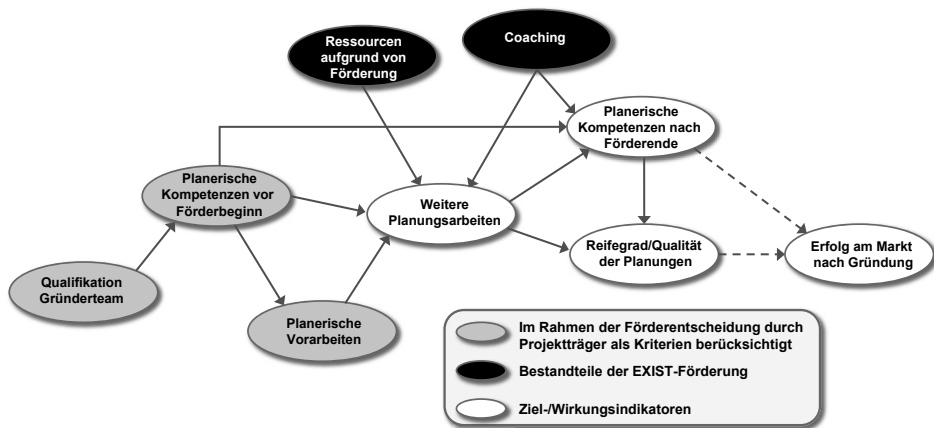 Ressourcen
aufgrund von
Förderung
Coaching
Planerische
Kompetenzen nach
Förderende
Planerische
Kompetenzen vor
Förderbeginn
Weitere
Planungsarbeiten
Reifegrad/Qualität
der Planungen
Erfolg am Markt
nach Gründung
Qualifikation
Gründerteam
Planerische
Vorarbeiten
Im Rahmen der Förderentscheidung durch
Projektträger als Kriterien berücksichtigt
Bestandteile der EXIST-Förderung
Ziel-/Wirkungsindikatoren